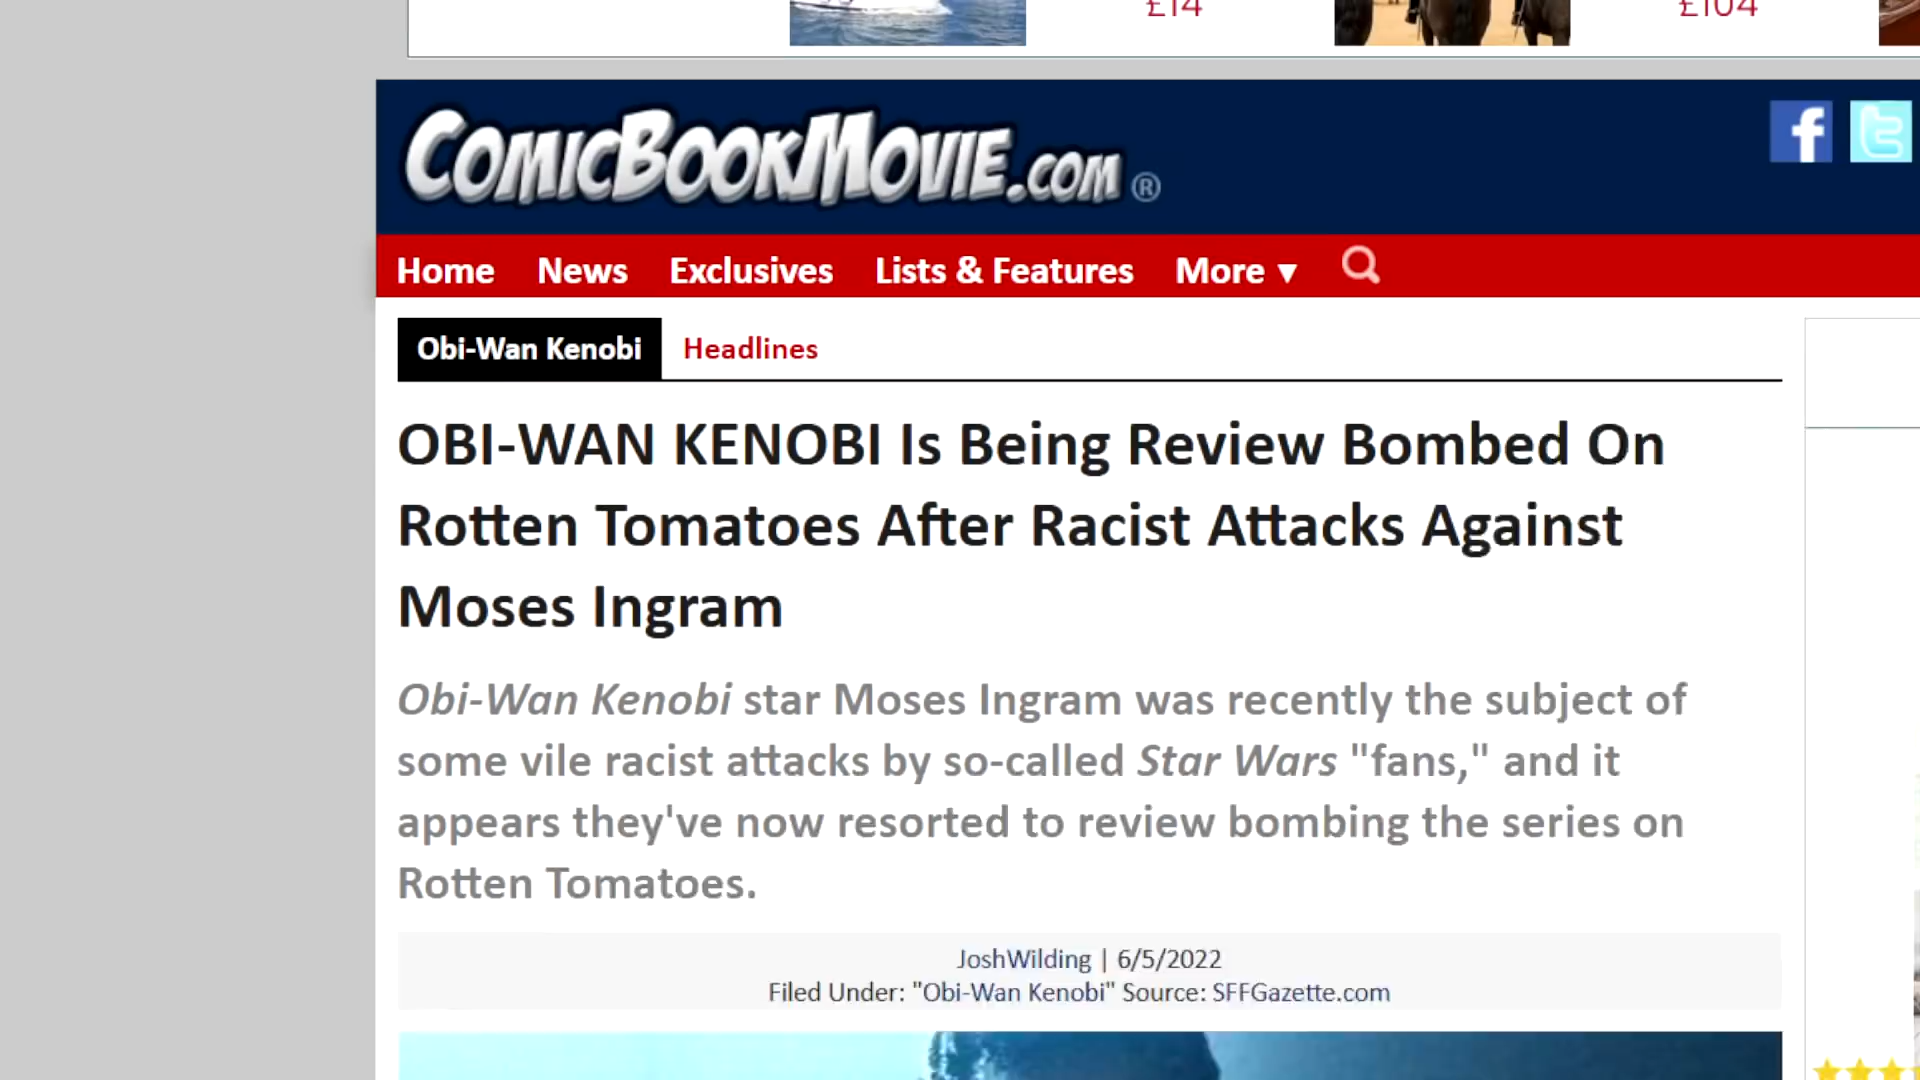 £14
£104
COMICBOOKMOVIE.COM ®
f
t
Home News Exclusives Lists & Features More ▼
Obi-Wan Kenobi Headlines
OBI-WAN KENOBI Is Being Review Bombed On
Rotten Tomatoes After Racist Attacks Against
Moses Ingram
Obi-Wan Kenobi star Moses Ingram was recently the subject of
some vile racist attacks by so-called Star Wars "fans," and it
appears they've now resorted to review bombing the series on
Rotten Tomatoes.
JoshWilding | 6/5/2022
Filed Under: "Obi-Wan Kenobi" Source: SFFGazette.com